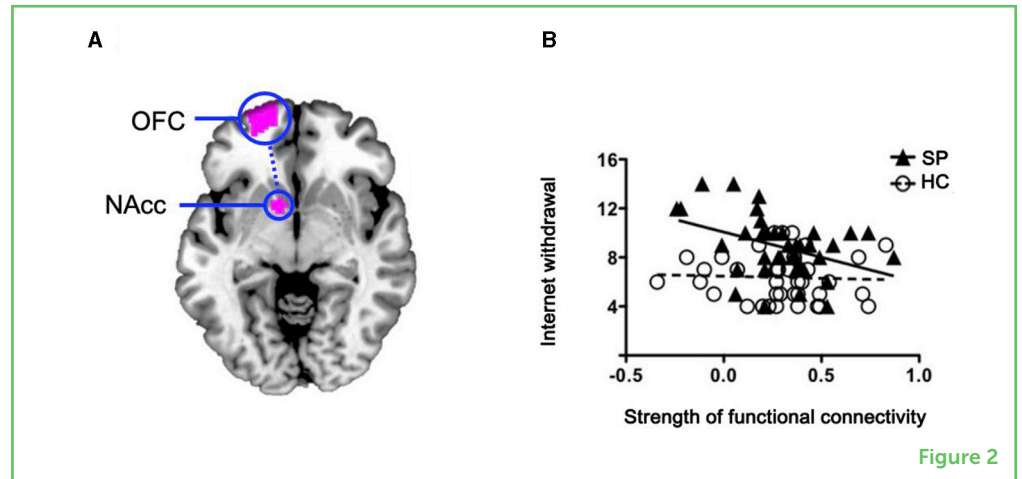 A
B
OFC
NAcc
SP
HC
16
12
8
4
-0.5
0.0
0.5
1.0
Internet withdrawal
Strength of functional connectivity
Figure 2